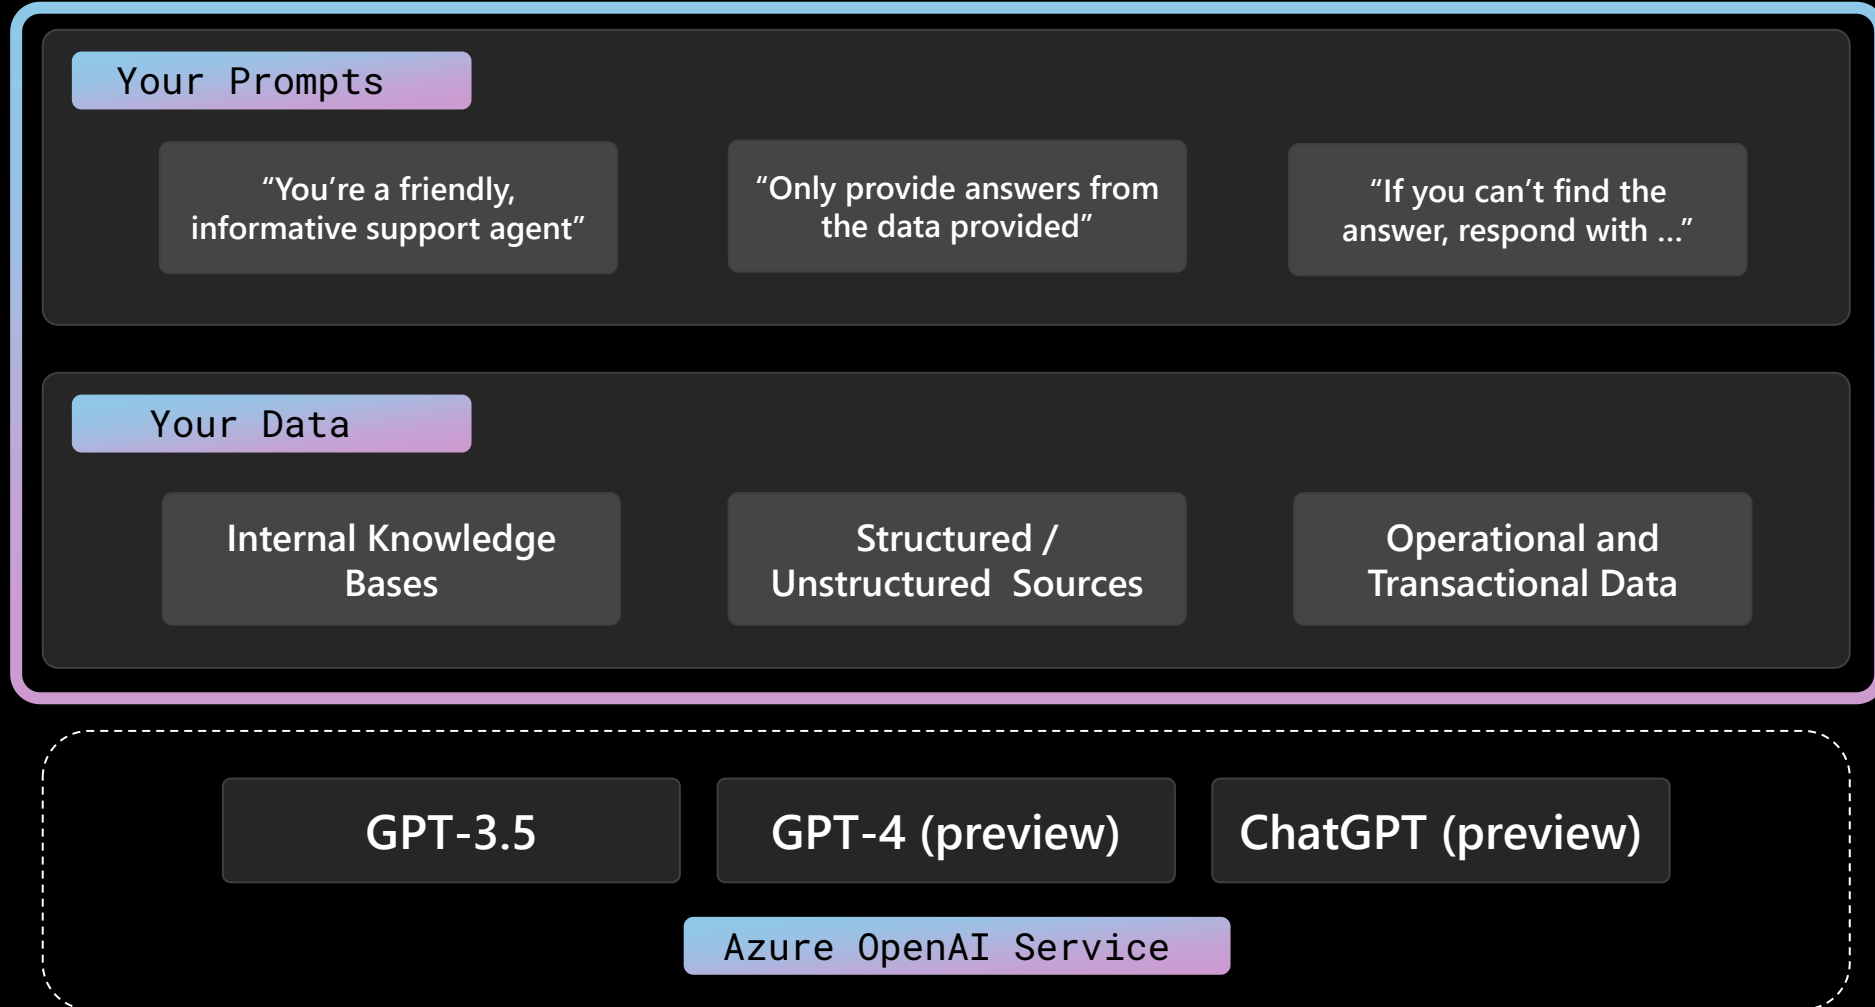 Your Prompts
“You’re a friendly,
informative support agent”
“Only provide answers from
the data provided”
“If you can’t find the
answer, respond with …”
Your Data
Internal Knowledge
Bases
Structured /
Unstructured  Sources
Operational and
Transactional Data
GPT-3.5
GPT-4 (preview)
ChatGPT (preview)
Azure OpenAI Service